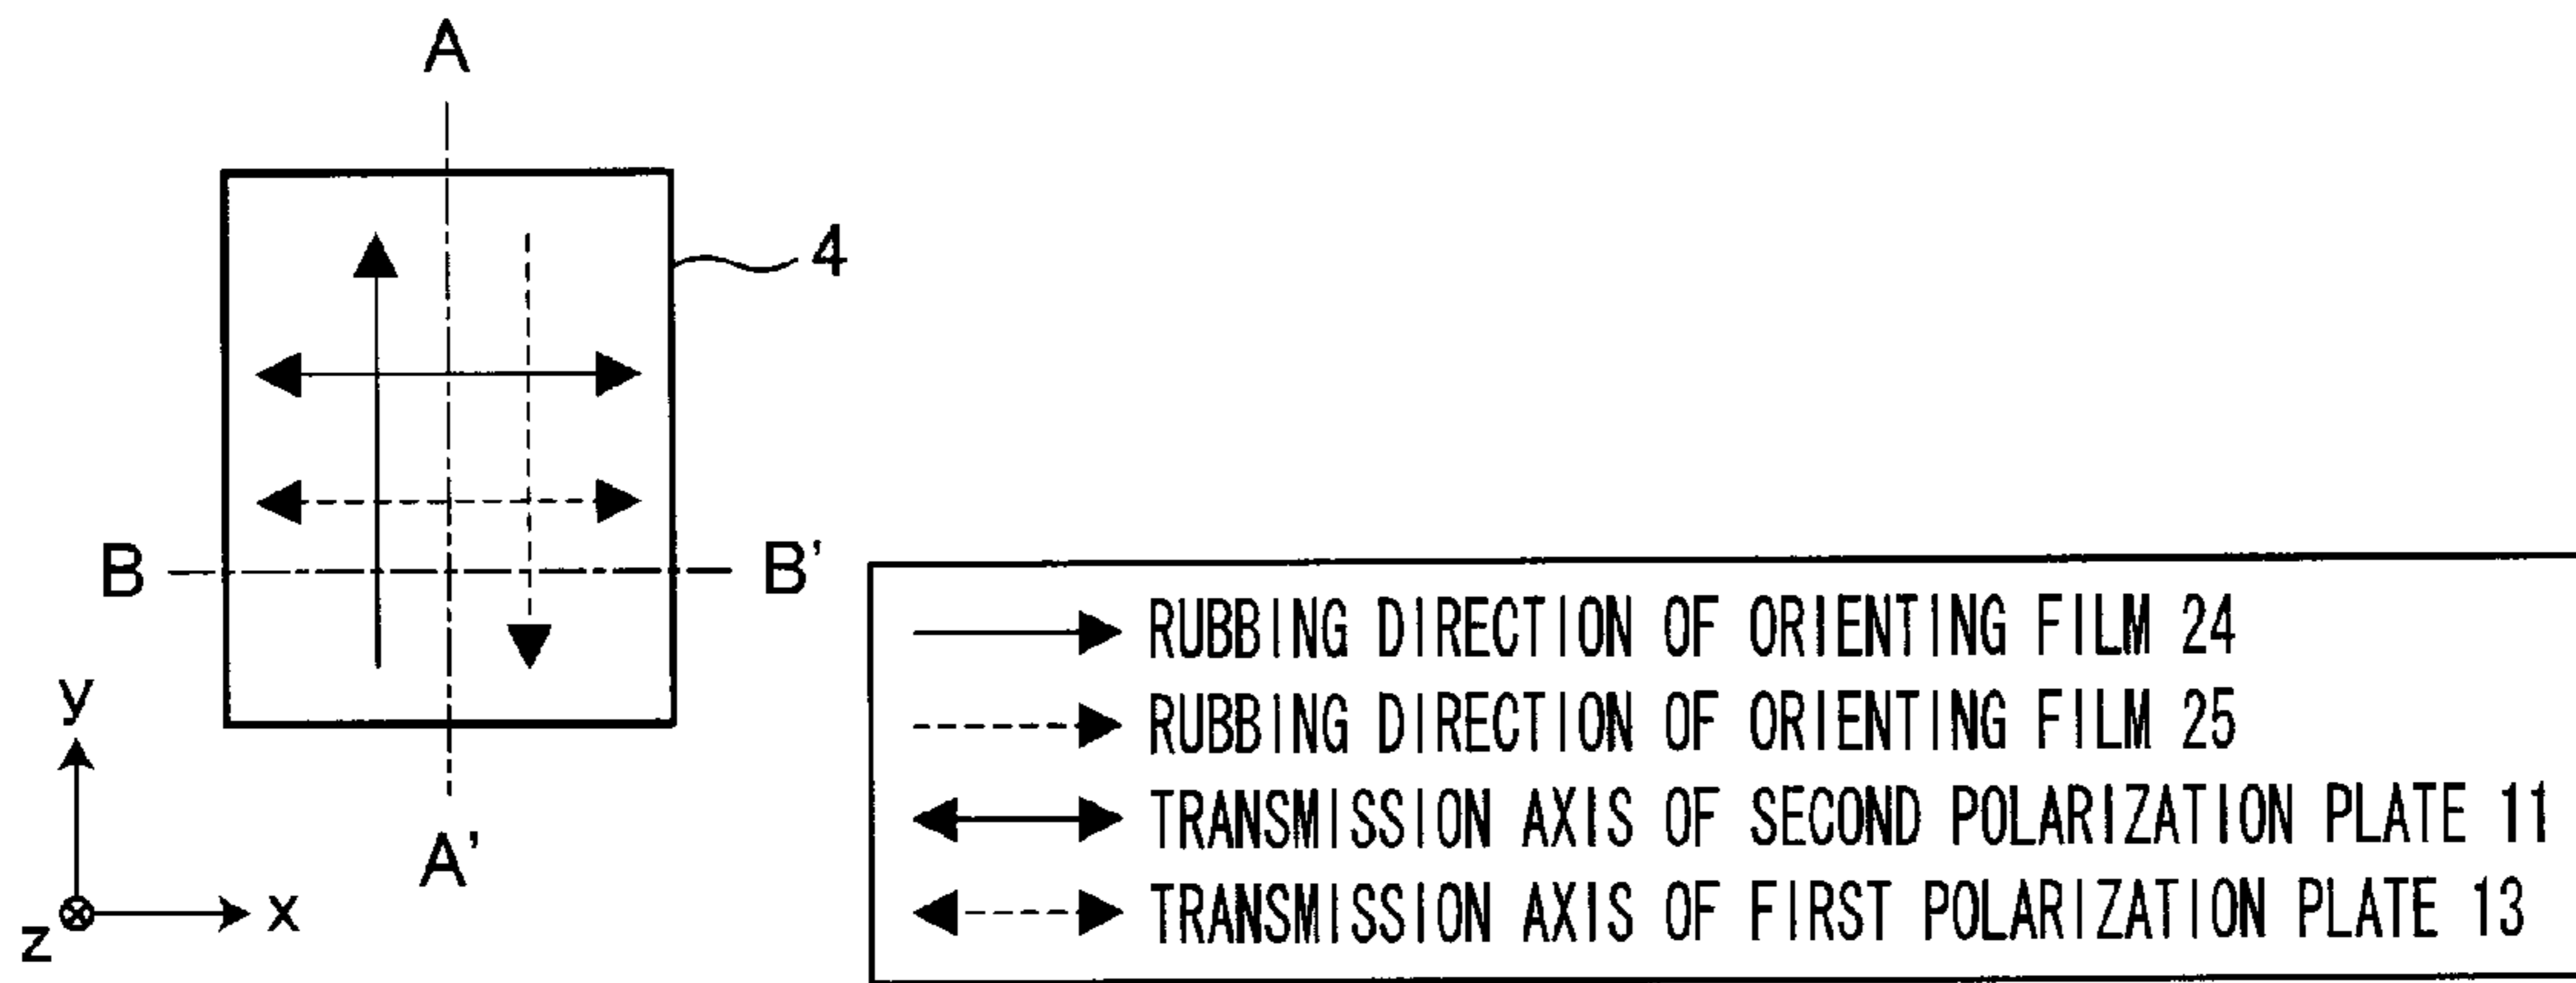 A
4
B
B'
y
A'
x
z
RUBBING DIRECTION OF ORIENTING FILM 24
RUBBING DIRECTION OF ORIENTING FILM 25
TRANSMISSION AXIS OF SECOND POLARIZATION PLATE 11
TRANSMISSION AXIS OF FIRST POLARIZATION PLATE 13